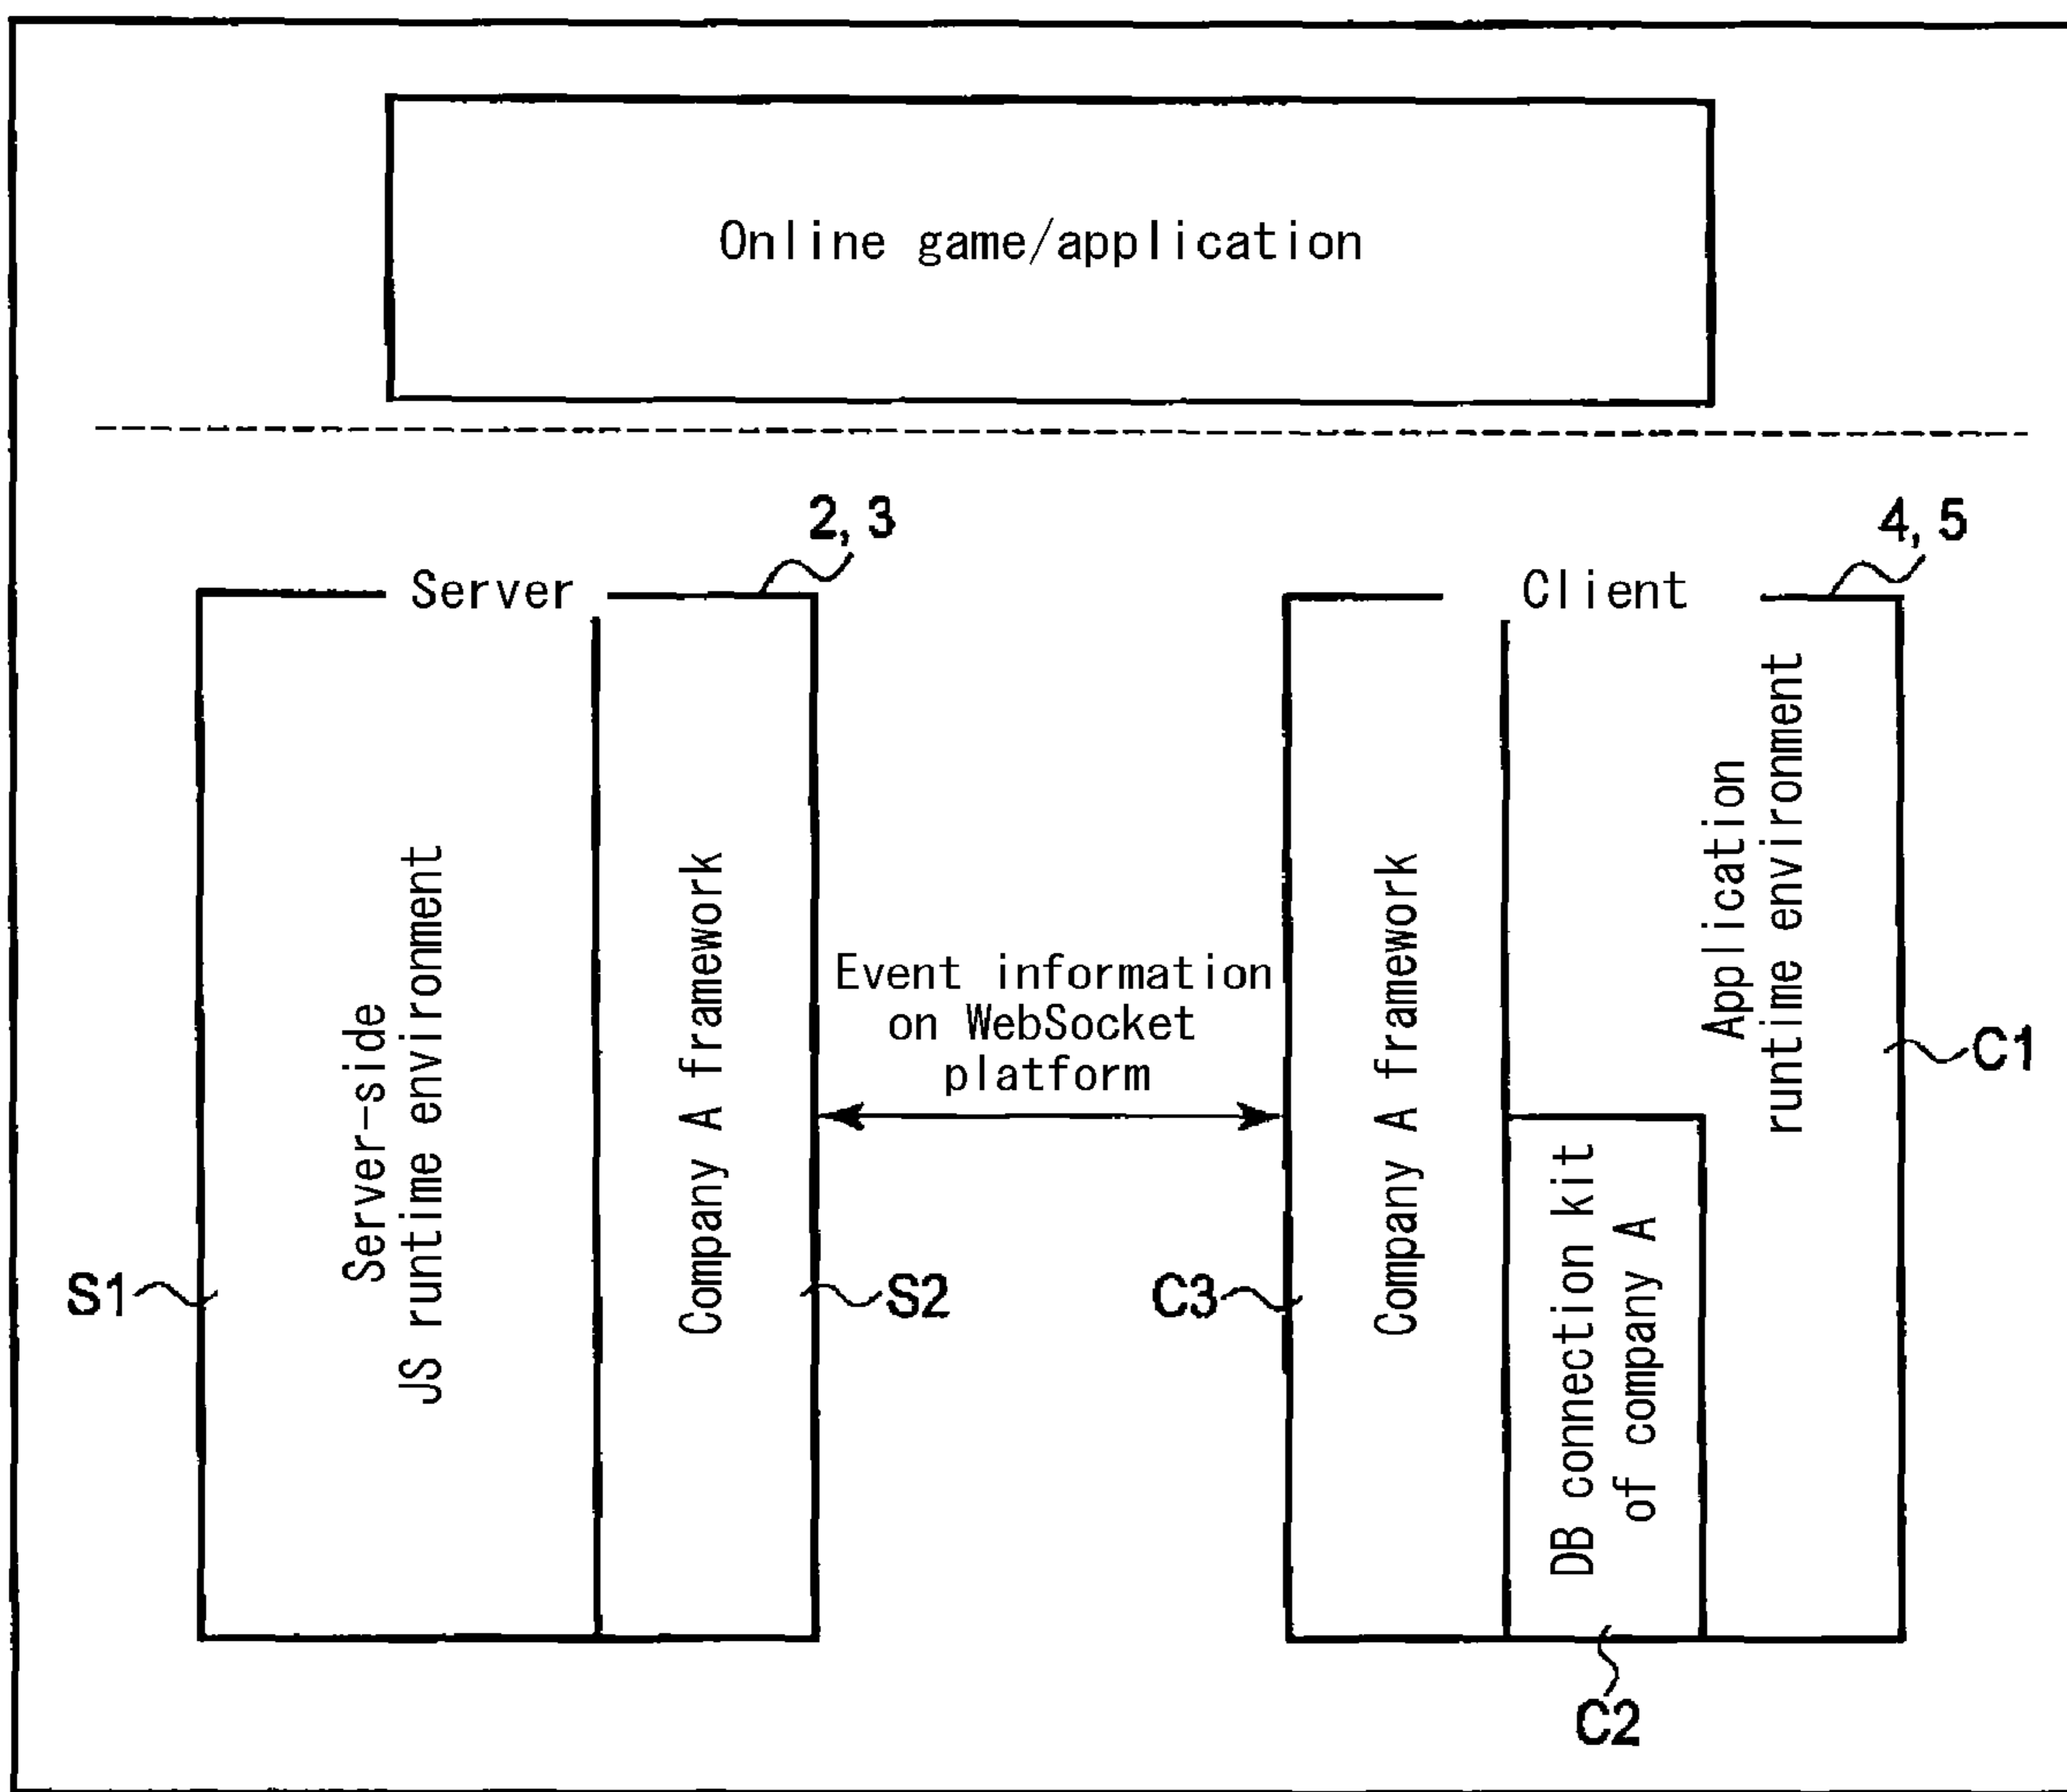 Online game/application
2, 3
4, 5
Server
Client
Server-side
JS runtime environment
Company A framework
Event information
on WebSocket
platform
Company A framework
Application
runtime environment
DB connection kit
of company A
C1
S1
S2
C3
C2